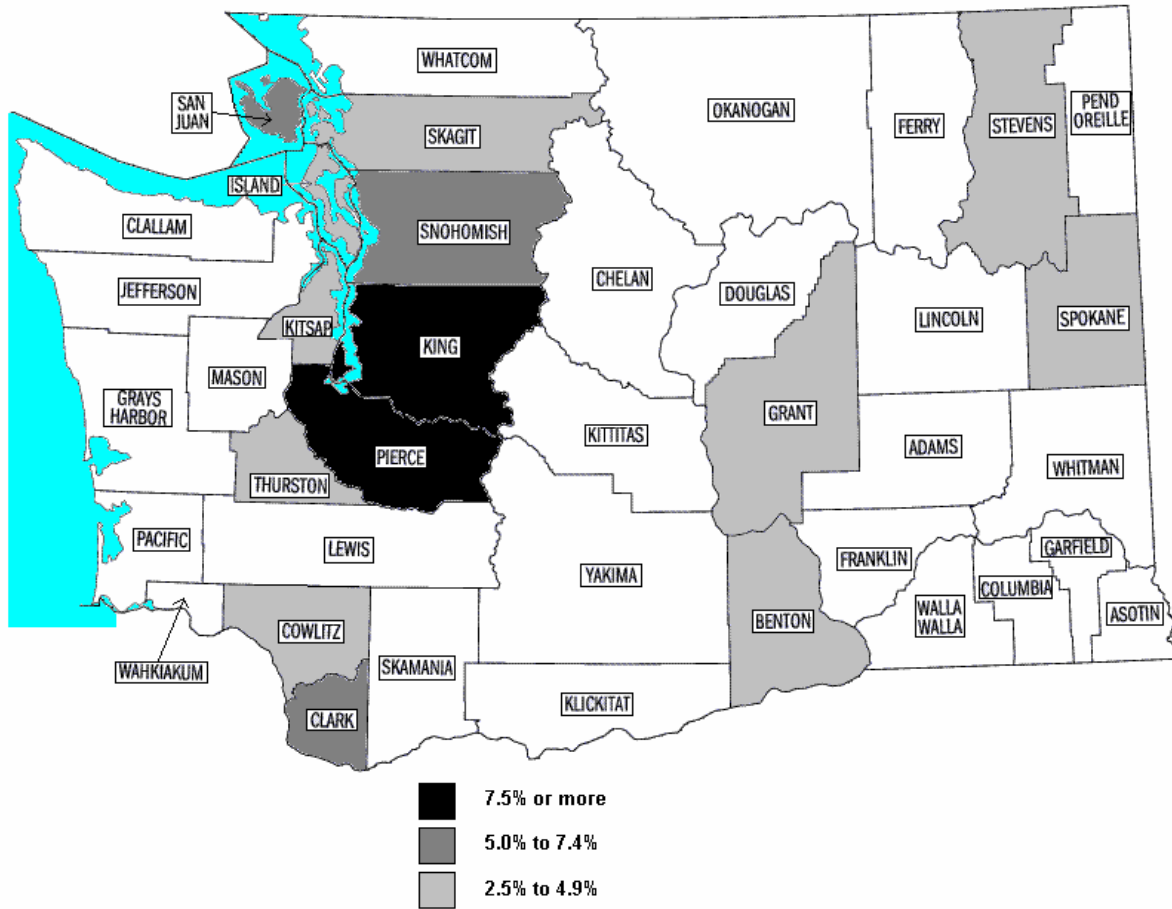 WHATCOM
SAN
JUAN
SKAGIT
OKANOGAN
FERRY
STEVENS
PEND
OREILLE
ISLAND
CLALLAM
SNOHOMISH
JEFFERSON
CHELAN
DOUGLAS
KITSAP
KING
LINCOLN
SPOKANE
MASON
GRAYS
HARBOR
GRANT
KITTITAS
ADAMS
PIERCE
WHITMAN
THURSTON
PACIFIC
LEWIS
YAKIMA
FRANKLIN
GARFIELD
COLUMBIA
WALLA
WALLA
ASOTIN
BENTON
COWLITZ
WAHKIAKUM
SKAMANIA
KLICKITAT
CLARK
7.5% or more
5.0% to 7.4%
2.5% to 4.9%